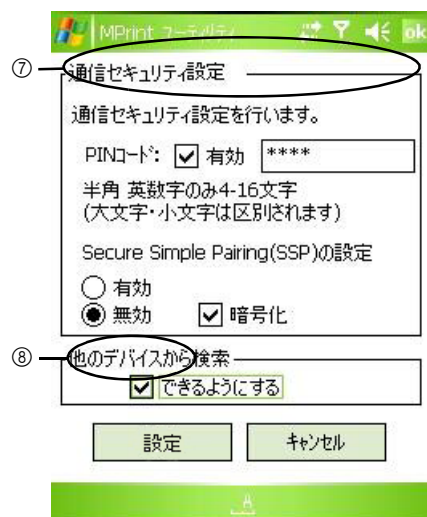 MPrint ユーティリティ ok
⑦
通信セキュリティ設定
通信セキュリティ設定を行います。
PINコード: 有効 ****
半角 英数字のみ4-16文字
(大文字・小文字は区別されます)
Secure Simple Pairing(SSP)の設定
有効
無効 暗号化
⑧
他のデバイスから検索
できるようにする
設定 キャンセル